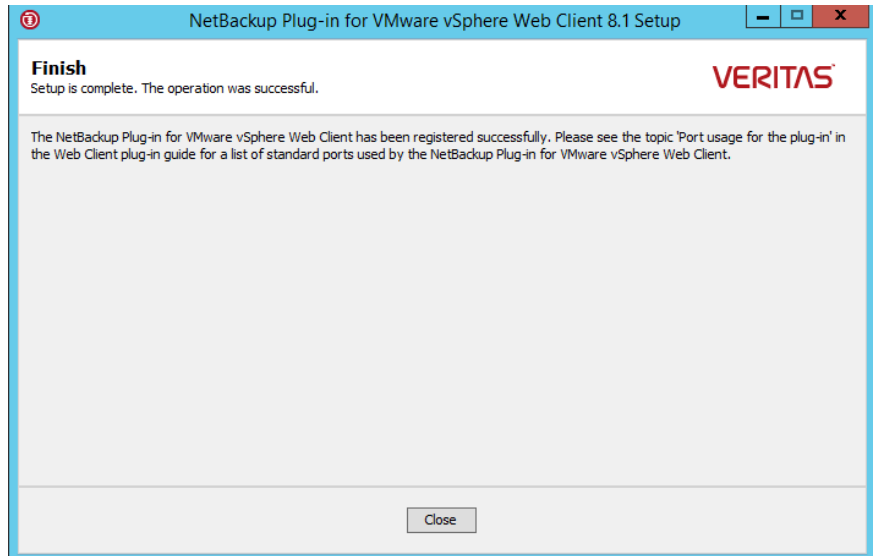 NetBackup Plug-in for VMware vSphere Web Client 8.1 Setup
Finish
Setup is complete. The operation was successful.
VERITAS
The NetBackup Plug-in for VMware vSphere Web Client has been registered successfully. Please see the topic 'Port usage for the plug-in' in
the Web Client plug-in guide for a list of standard ports used by the NetBackup Plug-in for VMware vSphere Web Client.
Close